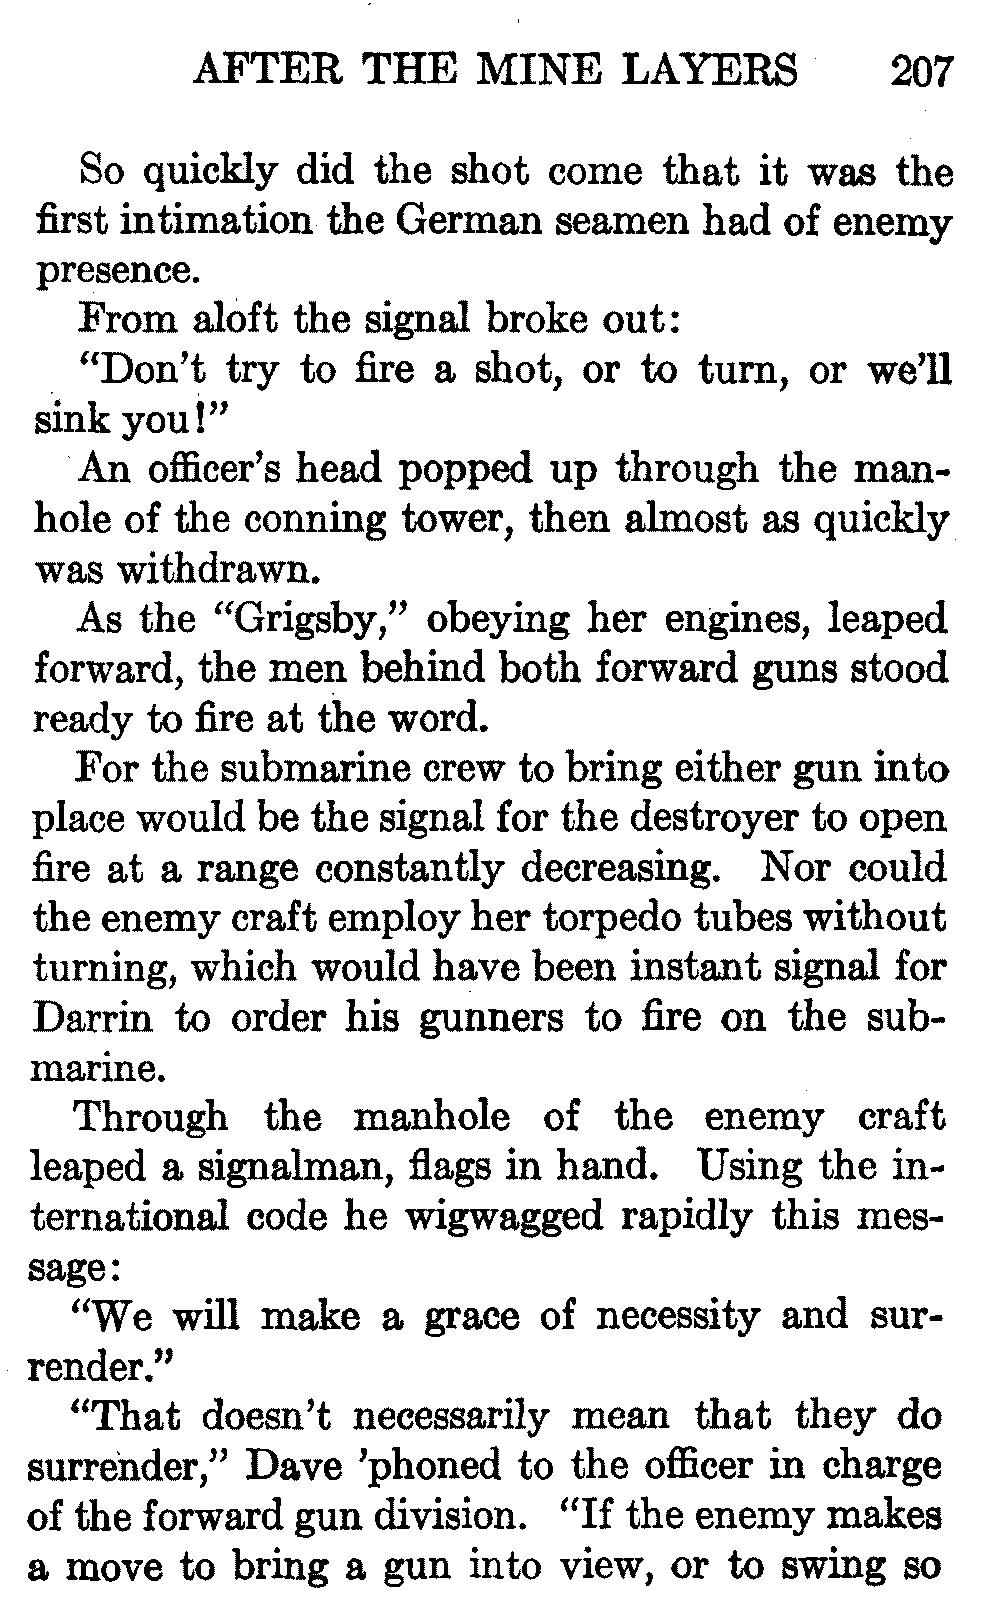 AFTER THE MINE LAYERS 207
So quickly did the shot come that it was the
first intimation the German seamen had of enemy
presence.
From aloft the signal broke out:
“Don’t try to fire a shot, or to turn, or we’ll
sink you!”
An officer’s head popped up through the man-
hole of the conning tower, then almost as quickly
was withdrawn.
As the “Grigsby,” obeying her engines, leaped
forward, the men behind both forward guns stood
ready to fire at the word.
For the submarine crew to bring either gun into
place would be the signal for the destroyer to open
fire at a range constantly decreasing. Nor could
the enemy craft employ her torpedo tubes without
turning, which would have been instant signal for
Darrin to order his gunners to fire on the sub-
marine.
Through the manhole of the enemy craft
leaped a signalman, flags in hand. Using the in-
ternational code he wigwagged rapidly this mes-
sage:
“We will make a grace of necessity and sur-
render.”
“That doesn’t necessarily mean that they do
surrender,” Dave ’phoned to the officer in charge
of the forward gun division. “If the enemy makes
a move to bring a gun into view, or to swing so